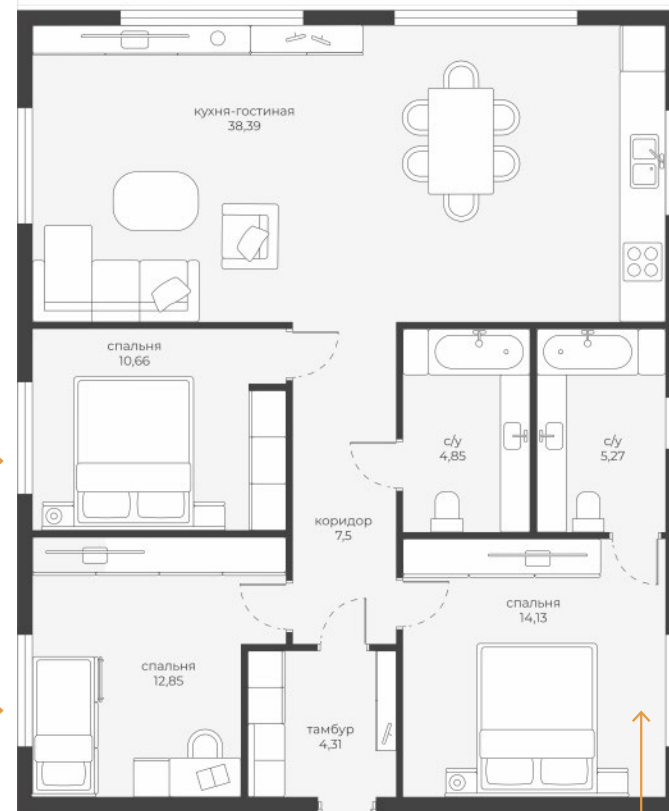 кухня-гостиная
38,39
спальня
10,66
с/у
4,85
с/у
5,27
коридор
7,5
спальня
14,13
спальня
12,85
тамбур
4,31